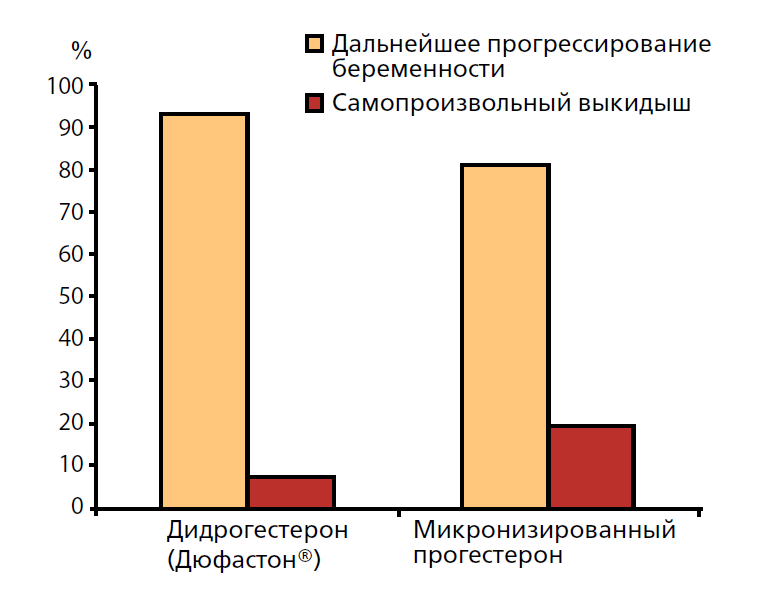 %
Дальнейшее прогрессирование
беременности
Самопроизвольный выкидыш
100
90
80
70
60
50
40
30
20
10
0
Дидрогестерон
(Дюфастон®)
Микронизированный
прогестерон